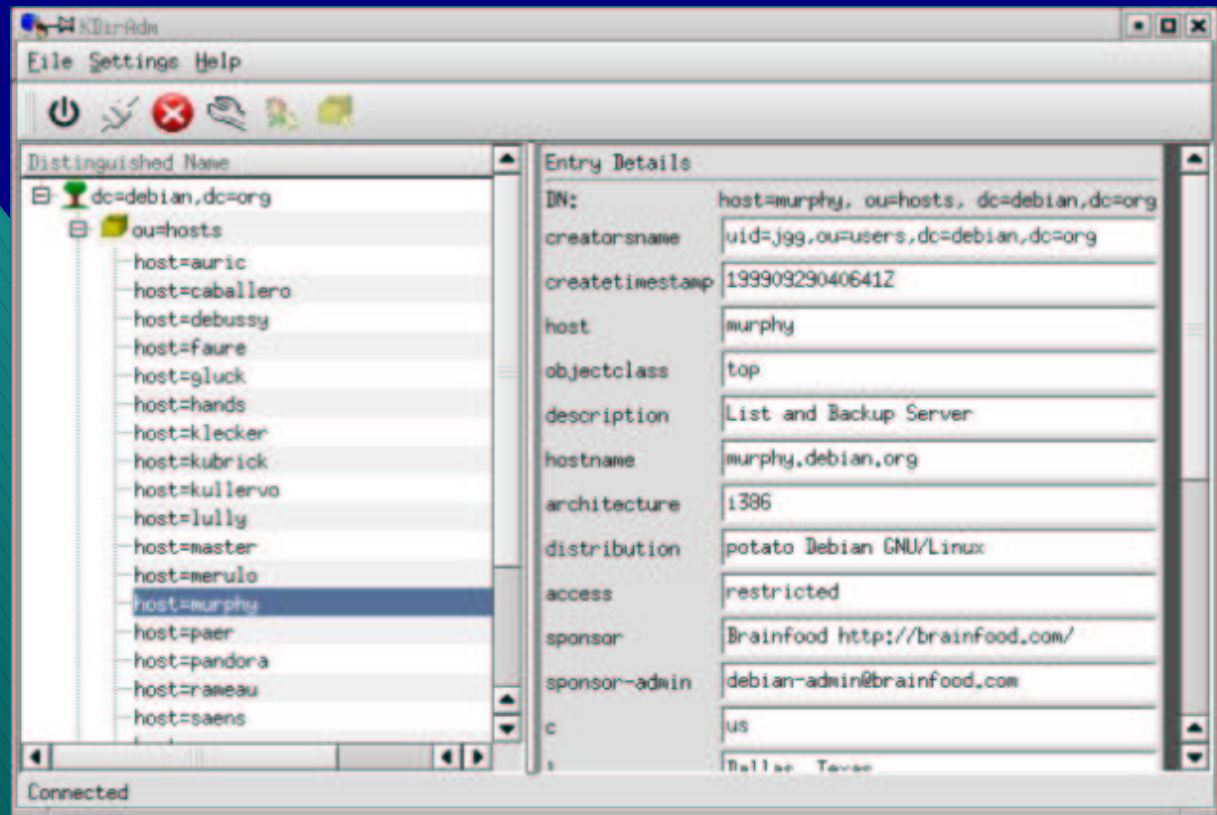 KDirAdm
File Settings Help
Distinguished Name
dc=debian,dc=org
ou=hosts
host=auric
host=caballero
host=debussy
host=faure
host=gluck
host=hands
host=klecker
host=kubrick
host=kullervo
host=lully
host=master
host=merulo
host=murphy
host=paer
host=pandora
host=rameau
host=saens
Entry Details
DN: host=murphy, ou=hosts, dc=debian,dc=org
creatorsname uid=jgg,ou=users,dc=debian,dc=org
createtimestamp 19990929040641Z
host murphy
objectclass top
description List and Backup Server
hostname murphy.debian.org
architecture i386
distribution potato Debian GNU/Linux
access restricted
sponsor Brainfood http://brainfood.com/
sponsor-admin debian-admin@brainfood.com
c us
l Dallas, Texas
Connected